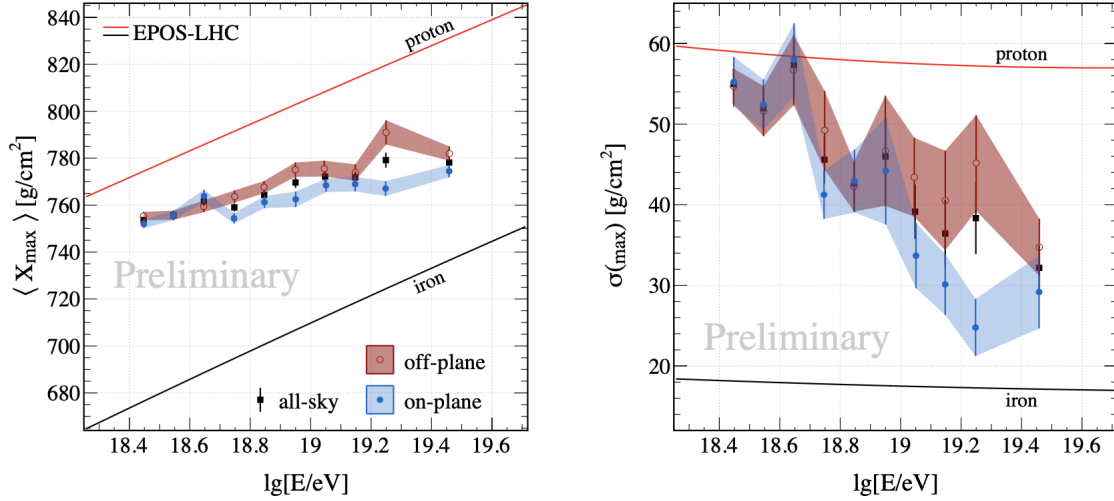 840
820
800
780
760
740
720
700
680
⟨ Xmax ⟩ [g/cm²]
EPOS-LHC
proton
iron
Preliminary
off-plane
all-sky
on-plane
18.4 18.6 18.8 19 19.2 19.4 19.6
lg[E/eV]
60
50
40
30
20
σ(max) [g/cm²]
proton
Preliminary
iron
18.4 18.6 18.8 19 19.2 19.4 19.6
lg[E/eV]